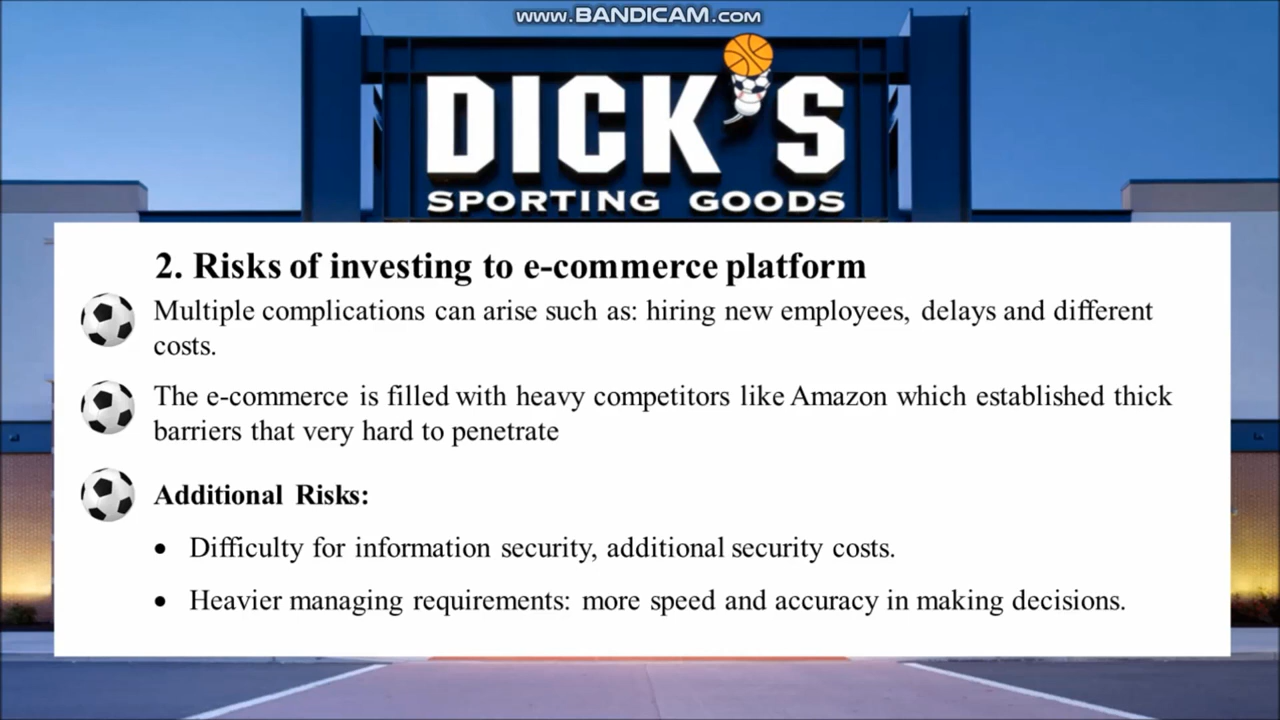 www.BANDICAM.com
DICK'S
SPORTING GOODS
2. Risks of investing to e-commerce platform
Multiple complications can arise such as: hiring new employees, delays and different
costs.
The e-commerce is filled with heavy competitors like Amazon which established thick
barriers that very hard to penetrate
Additional Risks:
• Difficulty for information security, additional security costs.
• Heavier managing requirements: more speed and accuracy in making decisions.